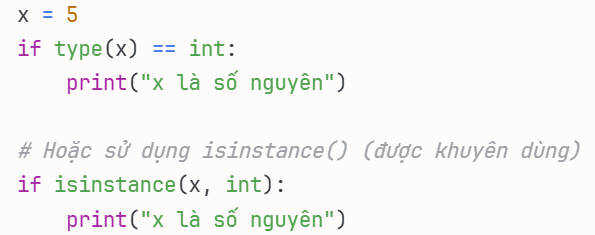 x = 5
if type(x) == int:
    print("x là số nguyên")
# Hoặc sử dụng isinstance() (được khuyên dùng)
if isinstance(x, int):
    print("x là số nguyên")